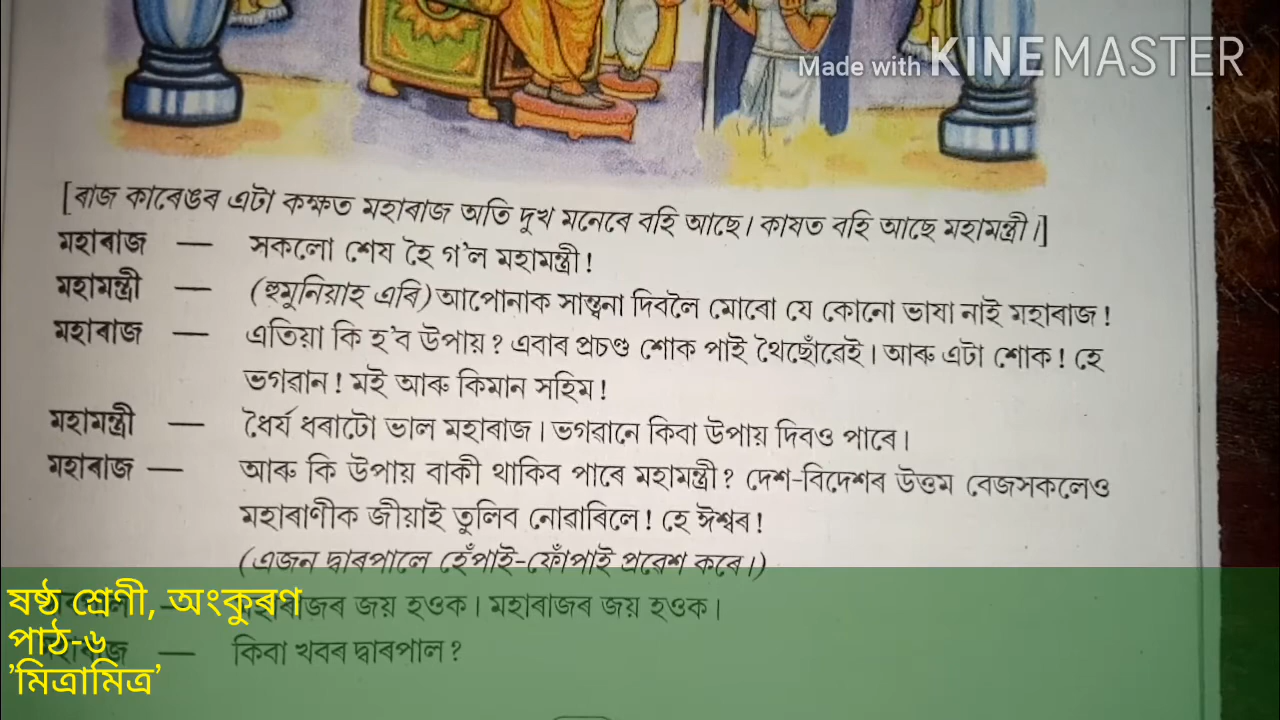 Made with KINEMASTER
[ৰাজ কাৰেঙৰ এটা কক্ষত মহাৰাজ অতি দুখ মনেৰে বহি আছে। কাষত বহি আছে মহামন্ত্ৰী।]
মহাৰাজ — সকলো শেষ হৈ গ'ল মহামন্ত্ৰী!
মহামন্ত্ৰী — (হুমুনিয়াহ এৰি) আপোনাক সান্ত্বনা দিবলৈ মোৰো যে কোনো ভাষা নাই মহাৰাজ!
মহাৰাজ — এতিয়া কি হ'ব উপায়? এবাৰ প্ৰচণ্ড শোক পাই থৈছোঁৱেই। আৰু এটা শোক! হে
ভগৱান! মই আৰু কিমান সহিম!
মহামন্ত্ৰী — ধৈৰ্য ধৰাটো ভাল মহাৰাজ। ভগৱানে কিবা উপায় দিবও পাৰে।
মহাৰাজ — আৰু কি উপায় বাকী থাকিব পাৰে মহামন্ত্ৰী? দেশ-বিদেশৰ উত্তম বেজসকলেও
মহাৰাণীক জীয়াই তুলিব নোৱাৰিলে! হে ঈশ্বৰ!
(এজন দ্বাৰপালে হেঁপাই-ফোঁপাই প্ৰৱেশ কৰে।)
— মহাৰাজৰ জয় হওক। মহাৰাজৰ জয় হওক।
মহাৰাজ — কিবা খবৰ দ্বাৰপাল?
ষষ্ঠ শ্ৰেণী, অংকুৰণ
পাঠ-৬
'মিত্ৰামিত্ৰ'